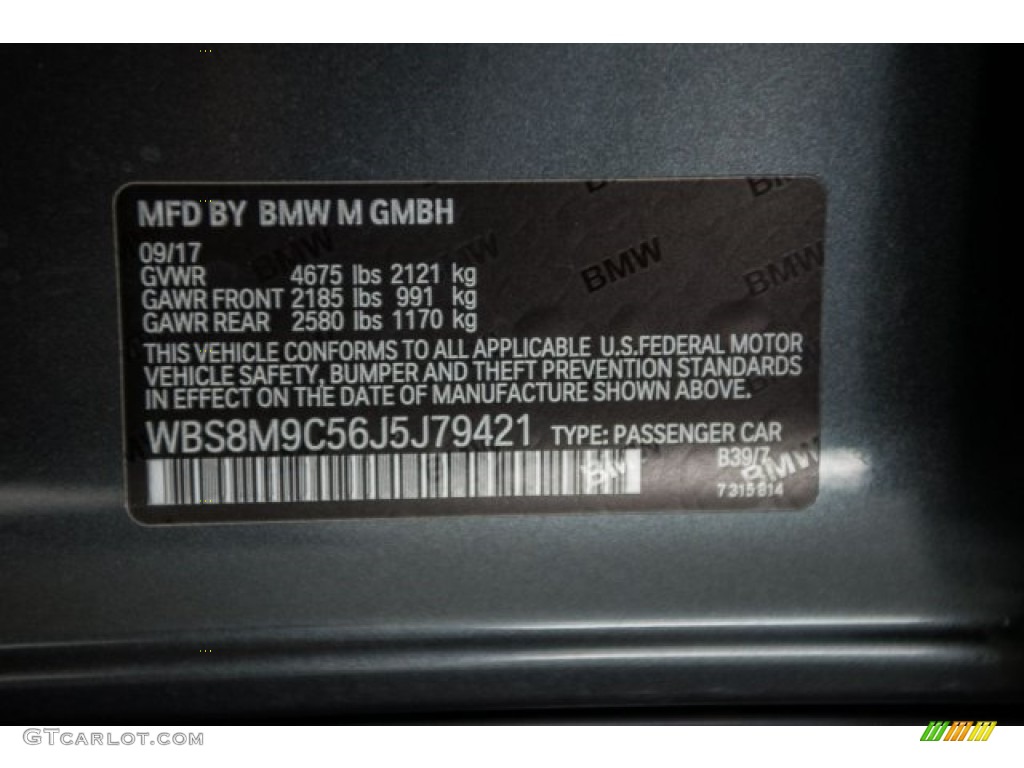 MFD BY BMW M GMBH
09/17
GVWR 4675 lbs 2121 kg
GAWR FRONT 2185 lbs 991 kg
GAWR REAR 2580 lbs 1170 kg
THIS VEHICLE CONFORMS TO ALL APPLICABLE U.S.FEDERAL MOTOR
VEHICLE SAFETY, BUMPER AND THEFT PREVENTION STANDARDS
IN EFFECT ON THE DATE OF MANUFACTURE SHOWN ABOVE.
WBS8M9C56J5J79421 TYPE: PASSENGER CAR
B39/7
7315814
BMW
BMW
BMW
BMW
BMW
BMW
GTCarlot.com